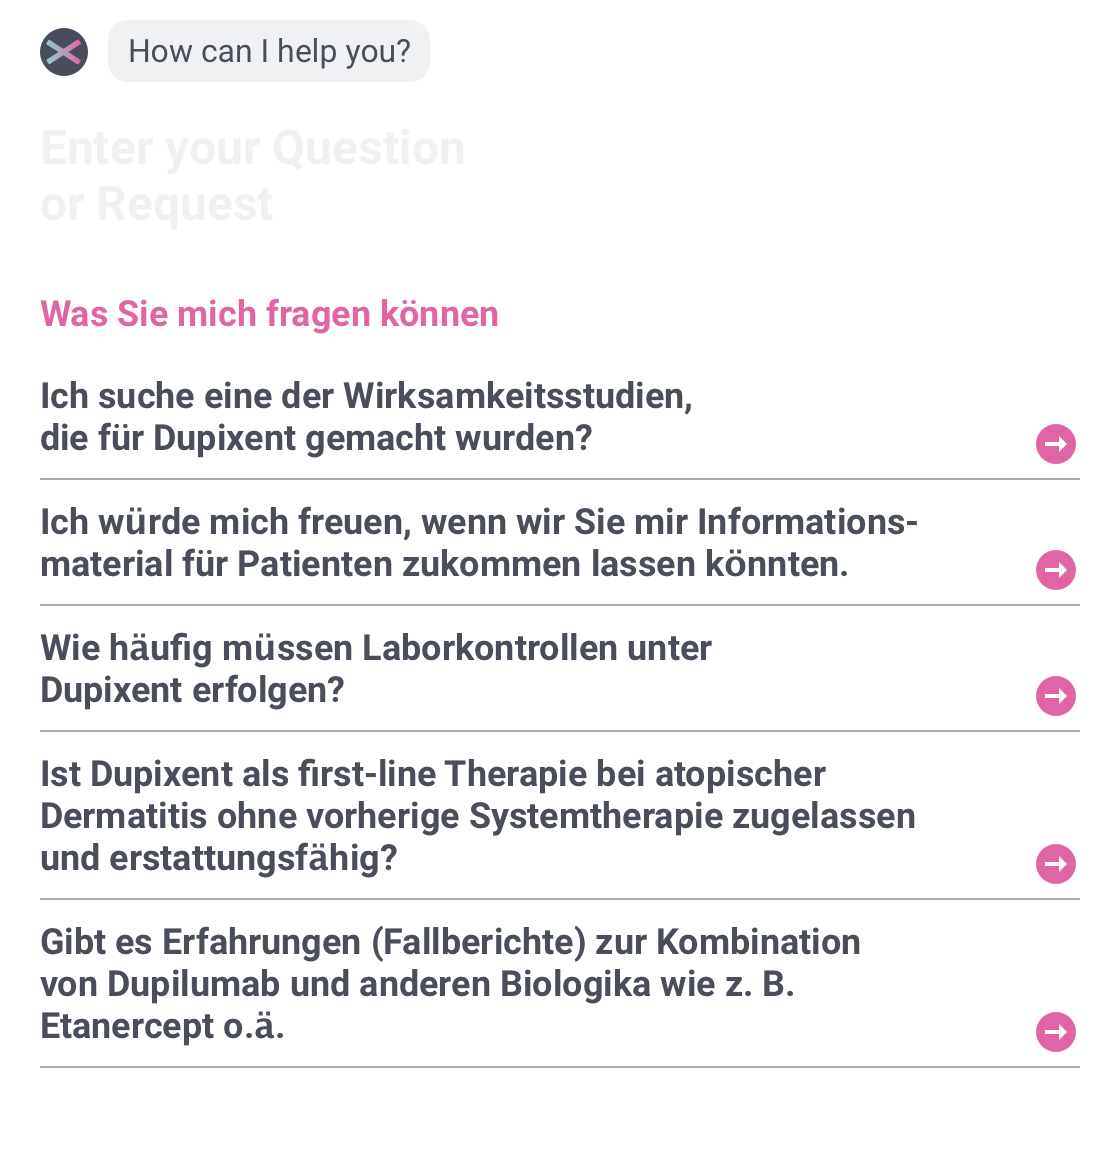 How can I help you?
Enter your Question
or Request
Was Sie mich fragen können
Ich suche eine der Wirksamkeitsstudien,
die für Dupixent gemacht wurden?
Ich würde mich freuen, wenn wir Sie mir Informations-
material für Patienten zukommen lassen könnten.
Wie häufig müssen Laborkontrollen unter
Dupixent erfolgen?
Ist Dupixent als first-line Therapie bei atopischer
Dermatitis ohne vorherige Systemtherapie zugelassen
und erstattungsfähig?
Gibt es Erfahrungen (Fallberichte) zur Kombination
von Dupilumab und anderen Biologika wie z. B.
Etanercept o.ä.